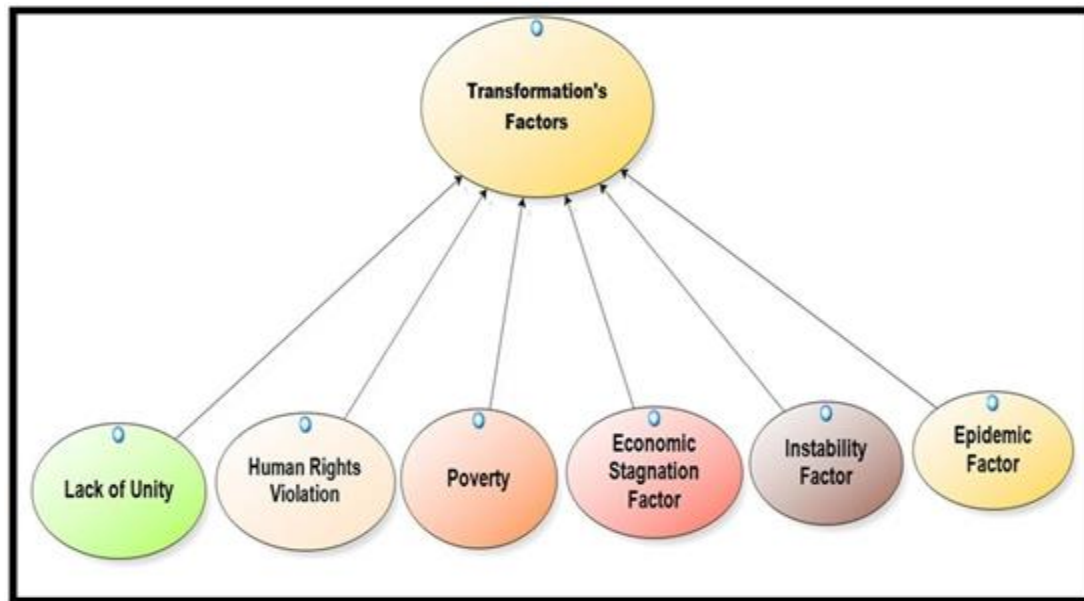 Transformation's
Factors
Lack of Unity
Human Rights
Violation
Poverty
Economic
Stagnation
Factor
Instability
Factor
Epidemic
Factor